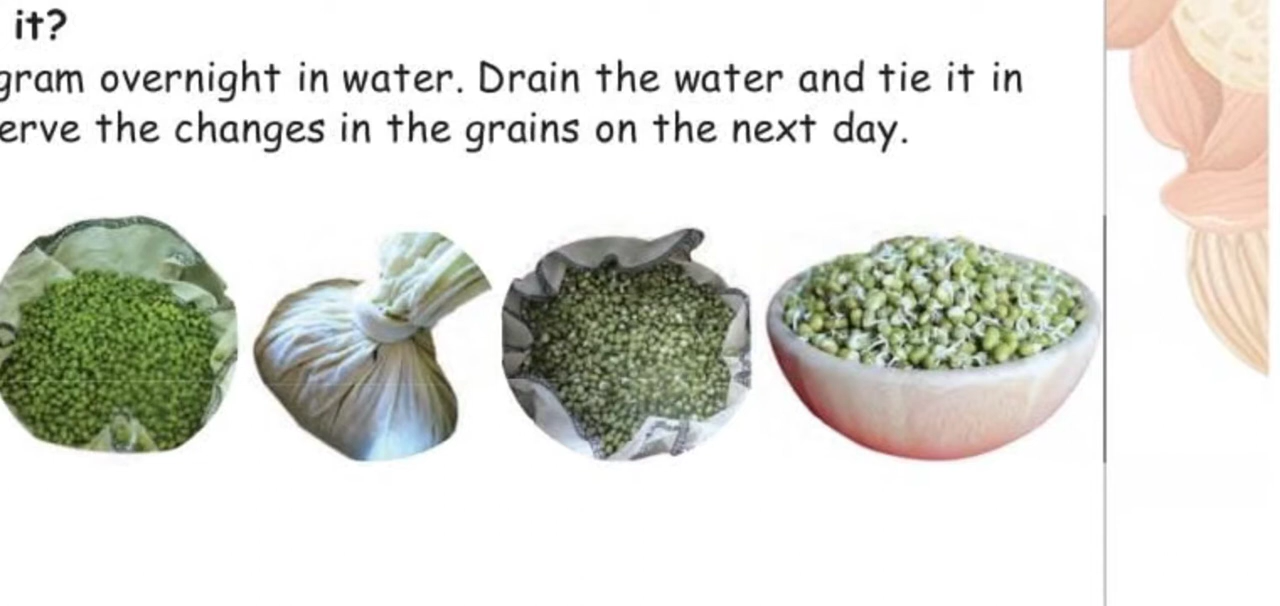 it?
gram overnight in water. Drain the water and tie it in
erve the changes in the grains on the next day.